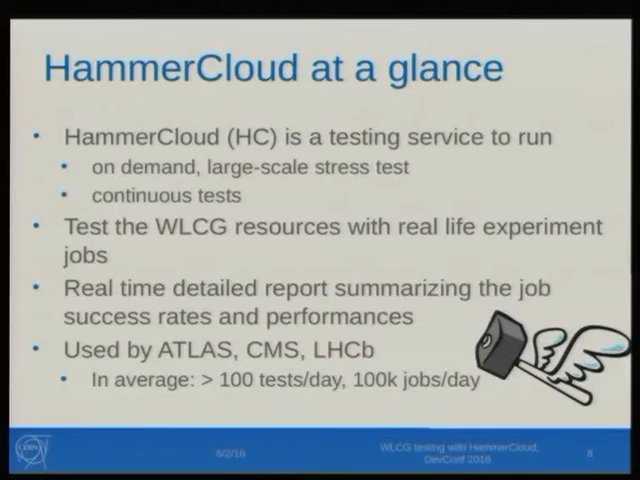 HammerCloud at a glance
• HammerCloud (HC) is a testing service to run
• on demand, large-scale stress test
• continuous tests
• Test the WLCG resources with real life experiment
jobs
• Real time detailed report summarizing the job
success rates and performances
• Used by ATLAS, CMS, LHCb
• In average: > 100 tests/day, 100k jobs/day
CERN
6/2/16
WLCG testing with HammerCloud,
DevConf 2016
8